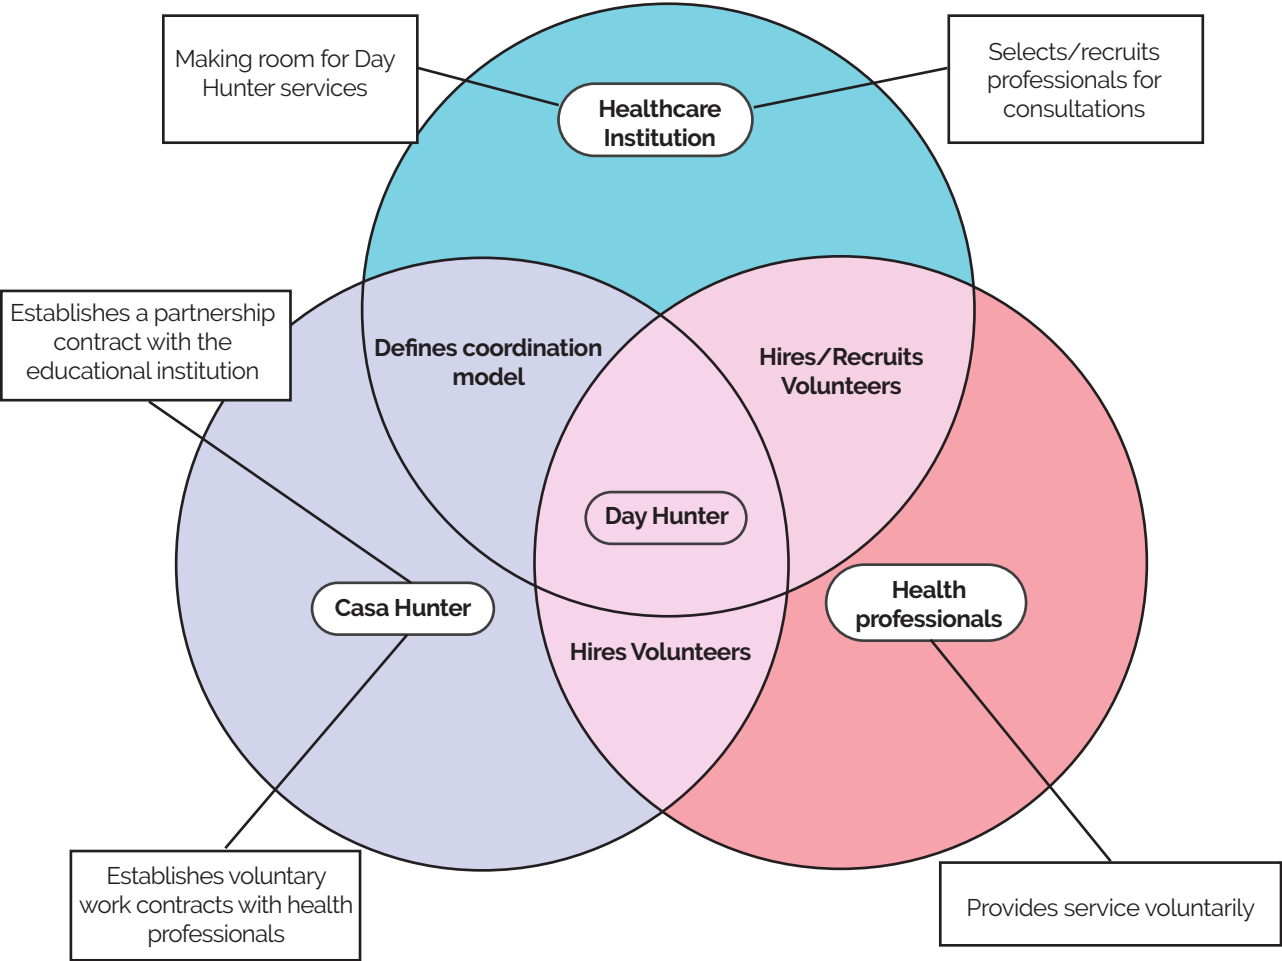 Making room for Day
Hunter services
Selects/recruits
professionals for
consultations
Healthcare
Institution
Establishes a partnership
contract with the
educational institution
Defines coordination
model
Hires/Recruits
Volunteers
Day Hunter
Casa Hunter
Health
professionals
Hires Volunteers
Establishes voluntary
work contracts with health
professionals
Provides service voluntarily